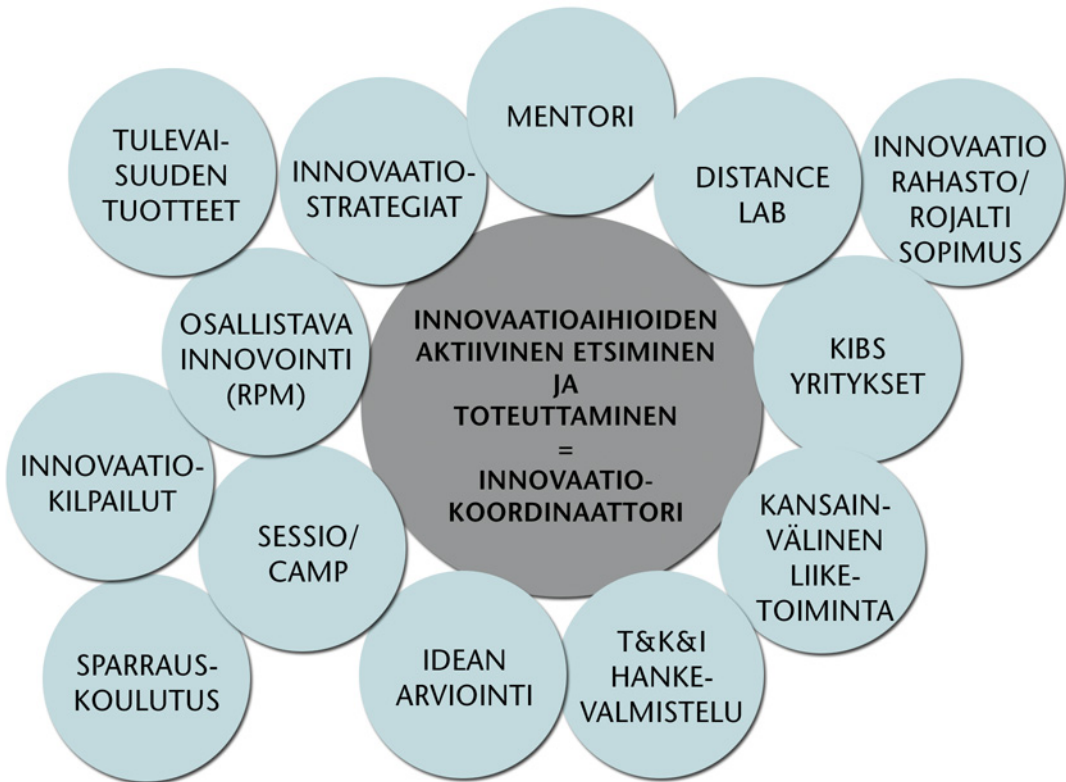 MENTORI
TULEVAI-
SUUDEN
TUOTTEET
INNOVAATIO-
STRATEGIAT
DISTANCE
LAB
INNOVAATIO
RAHASTO/
ROJALTI
SOPIMUS
OSALLISTAVA
INNOVOINTI
(RPM)
INNOVAATIOAIHIOIDEN
AKTIIVINEN ETSIMINEN
JA
TOTEUTTAMINEN
=
INNOVAATIO-
KOORDINAATTORI
KIBS
YRITYKSET
INNOVAATIO-
KILPAILUT
SESSIO/
CAMP
KANSAIN-
VÄLINEN
LIIKE-
TOIMINTA
SPARRAUS-
KOULUTUS
IDEAN
ARVIOINTI
T&K&I
HANKE-
VALMISTELU